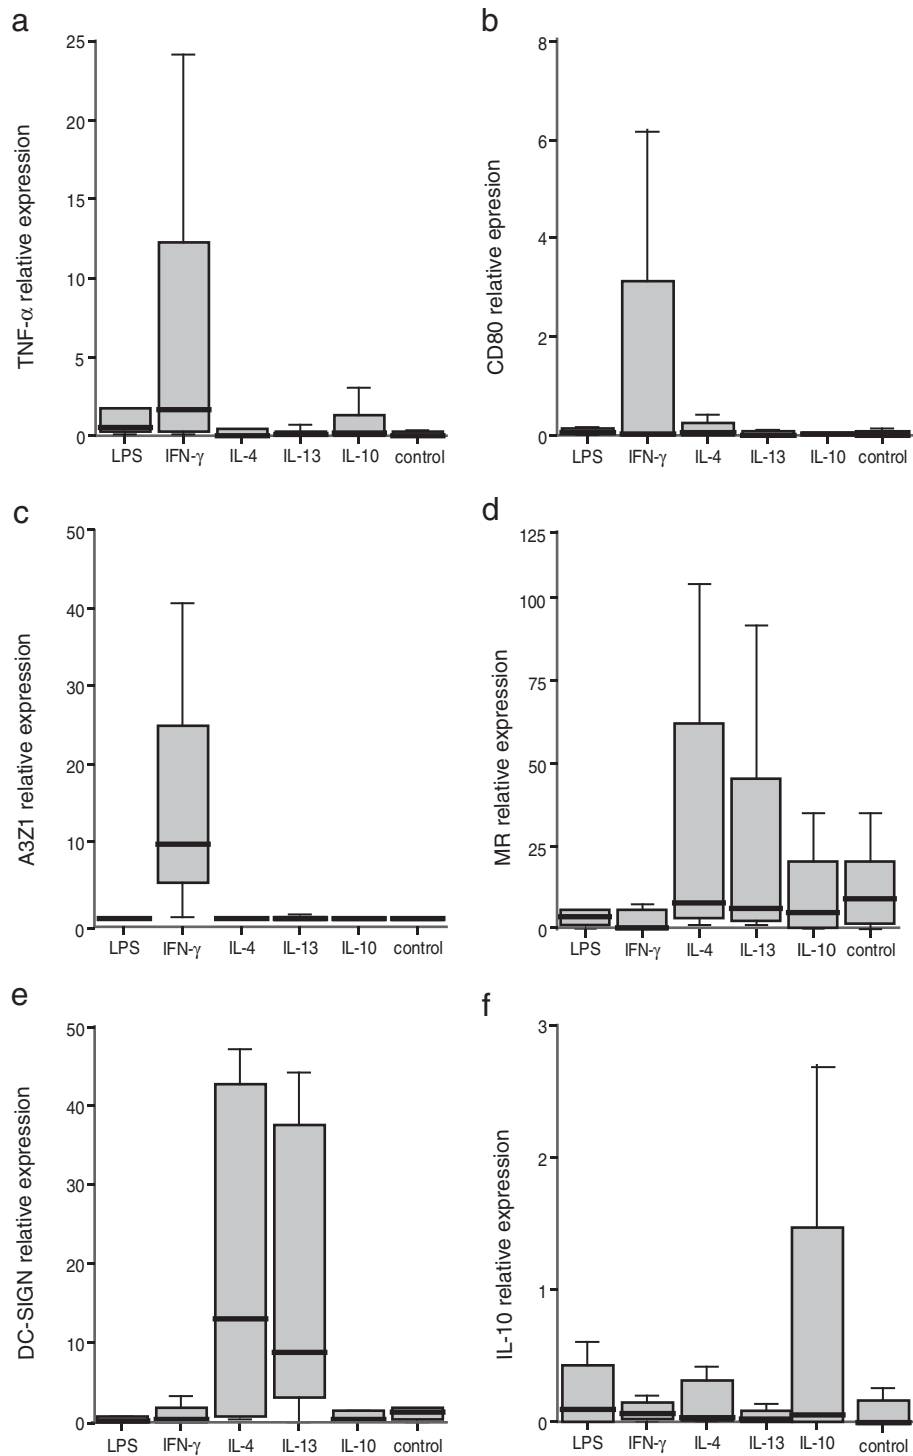 a
TNF-α relative expression
25
20
15
10
5
0
LPS IFN-γ IL-4 IL-13 IL-10 control
b
CD80 relative epression
8
6
4
2
0
LPS IFN-γ IL-4 IL-13 IL-10 control
c
A3Z1 relative expression
50
40
30
20
10
0
LPS IFN-γ IL-4 IL-13 IL-10 control
d
MR relative expression
125
100
75
50
25
0
LPS IFN-γ IL-4 IL-13 IL-10 control
e
DC-SIGN relative expression
50
40
30
20
10
0
LPS IFN-γ IL-4 IL-13 IL-10 control
f
IL-10 relative expression
3
2
1
0
LPS IFN-γ IL-4 IL-13 IL-10 control